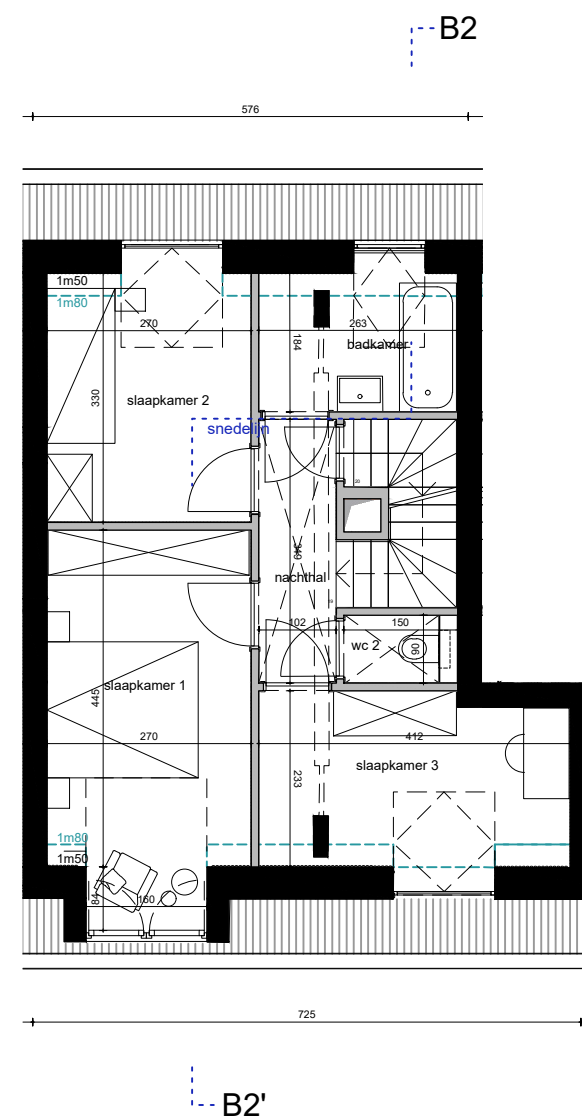 B2
576
1m50
1m80
270
263
184
badkamer
330
slaapkamer 2
snedelijn
20
349
nachthal
102
150
wc 2
90
slaapkamer 1
445
270
412
slaapkamer 3
233
1m80
1m50
84
160
725
B2'